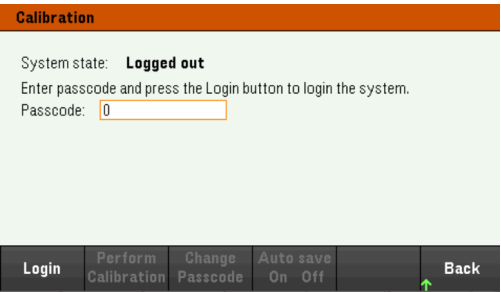 Calibration
System state: Logged out
Enter passcode and press the Login button to login the system.
Passcode: 0
Login
Perform Calibration
Change Passcode
Auto save On Off
Back